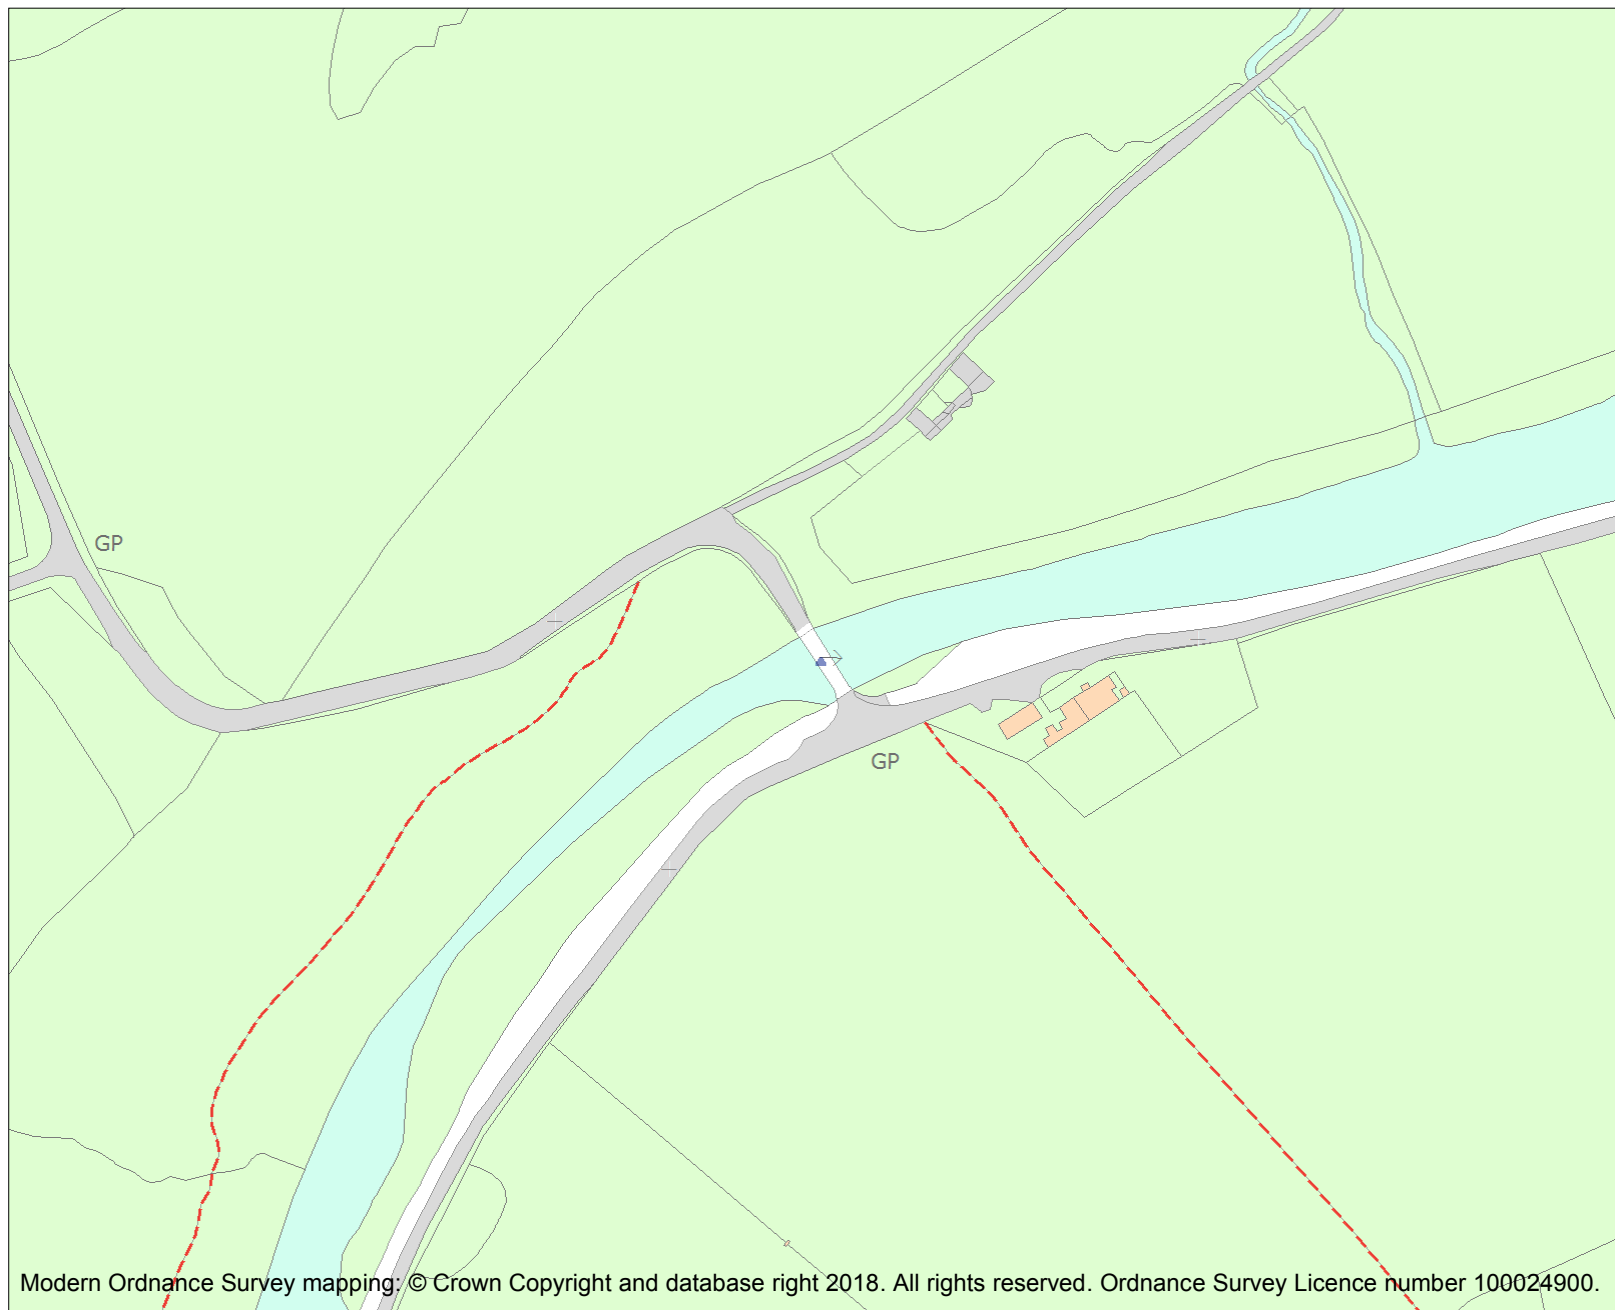 GP
GP
Modern Ordnance Survey mapping: © Crown Copyright and database right 2018. All rights reserved. Ordnance Survey Licence number 100024900.